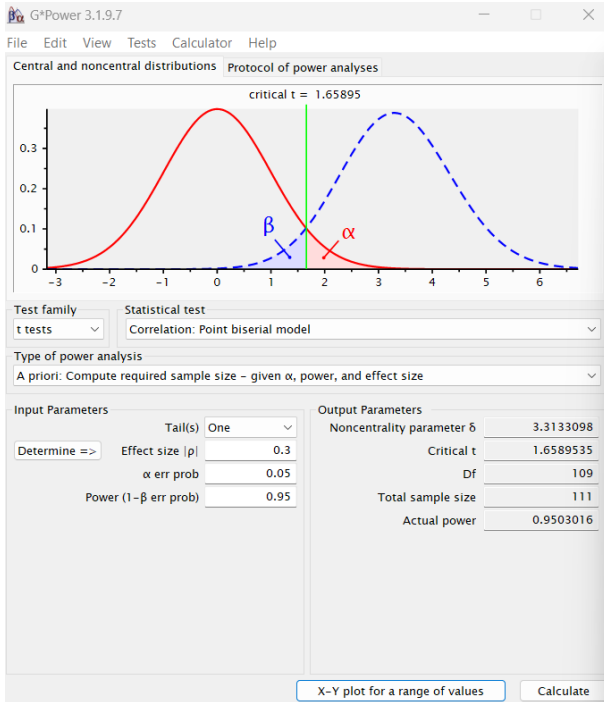 βα G*Power 3.1.9.7
File Edit View Tests Calculator Help
Central and noncentral distributions Protocol of power analyses
critical t = 1.65895
0.3
0.2
β α
0.1
0
-3 -2 -1 0 1 2 3 4 5 6
Test family Statistical test
t tests Correlation: Point biserial model
Type of power analysis
A priori: Compute required sample size - given α, power, and effect size
Input Parameters Output Parameters
Tail(s) One Noncentrality parameter δ 3.3133098
Determine => Effect size |ρ| 0.3 Critical t 1.6589535
α err prob 0.05 Df 109
Power (1-β err prob) 0.95 Total sample size 111
Actual power 0.9503016
X-Y plot for a range of values Calculate